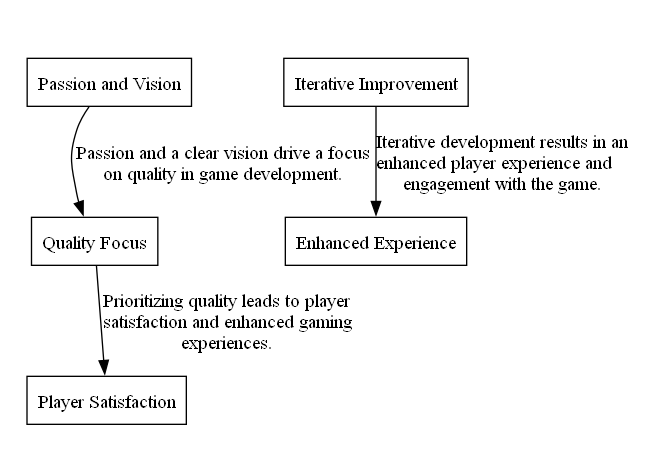 Passion and Vision
Iterative Improvement
Passion and a clear vision drive a focus
on quality in game development.
Iterative development results in an
enhanced player experience and
engagement with the game.
Quality Focus
Enhanced Experience
Prioritizing quality leads to player
satisfaction and enhanced gaming
experiences.
Player Satisfaction